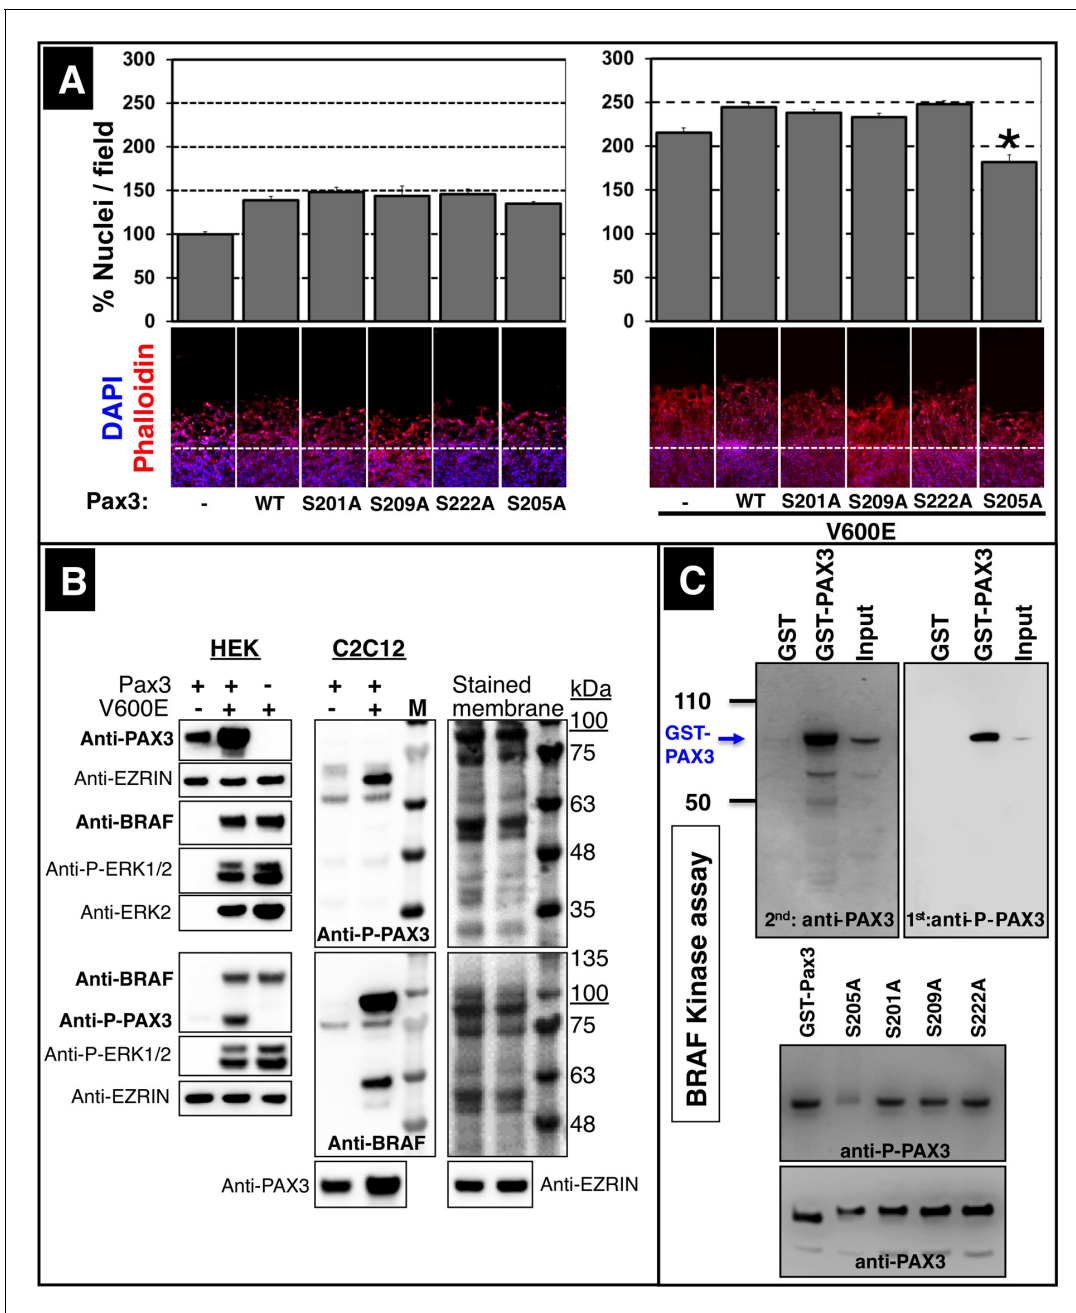 A
300
250
200
150
100
50
0
% Nuclei / field
300
250
200
150
100
50
0
*
DAPI
Phalloidin
Pax3: - WT S201A S209A S222A S205A
- WT S201A S209A S222A S205A
V600E
B
HEK
C2C12
Pax3 + + -
V600E - + +
+ +
- + M
Stained
membrane
kDa
Anti-PAX3
Anti-EZRIN
Anti-BRAF
Anti-P-ERK1/2
Anti-ERK2
Anti-P-PAX3
100
75
63
48
35
Anti-BRAF
Anti-P-PAX3
Anti-P-ERK1/2
Anti-EZRIN
Anti-BRAF
135
100
75
63
48
Anti-PAX3
Anti-EZRIN
C
GST
GST-PAX3
Input
GST
GST-PAX3
Input
110
GST-
PAX3
50
2nd: anti-PAX3
1st:anti-P-PAX3
BRAF Kinase assay
GST-Pax3
S205A
S201A
S209A
S222A
anti-P-PAX3
anti-PAX3